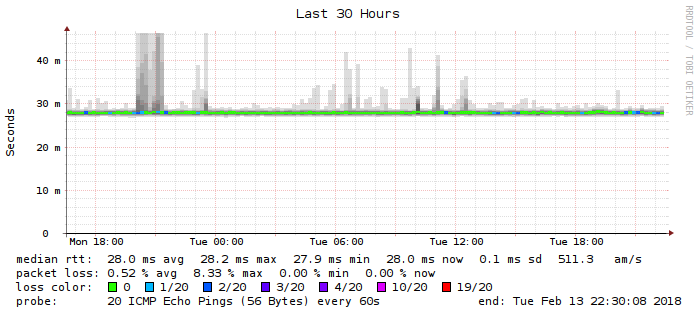 Last 30 Hours
RRDTOOL / TOBI OETIKER
Seconds
40 m
30 m
20 m
10 m
0
Mon 18:00 Tue 00:00 Tue 06:00 Tue 12:00 Tue 18:00
median rtt: 28.0 ms avg 28.2 ms max 27.9 ms min 28.0 ms now 0.1 ms sd 511.3 am/s
packet loss: 0.52 % avg 8.33 % max 0.00 % min 0.00 % now
loss color: 0 1/20 2/20 3/20 4/20 10/20 19/20
probe: 20 ICMP Echo Pings (56 Bytes) every 60s end: Tue Feb 13 22:30:08 2018